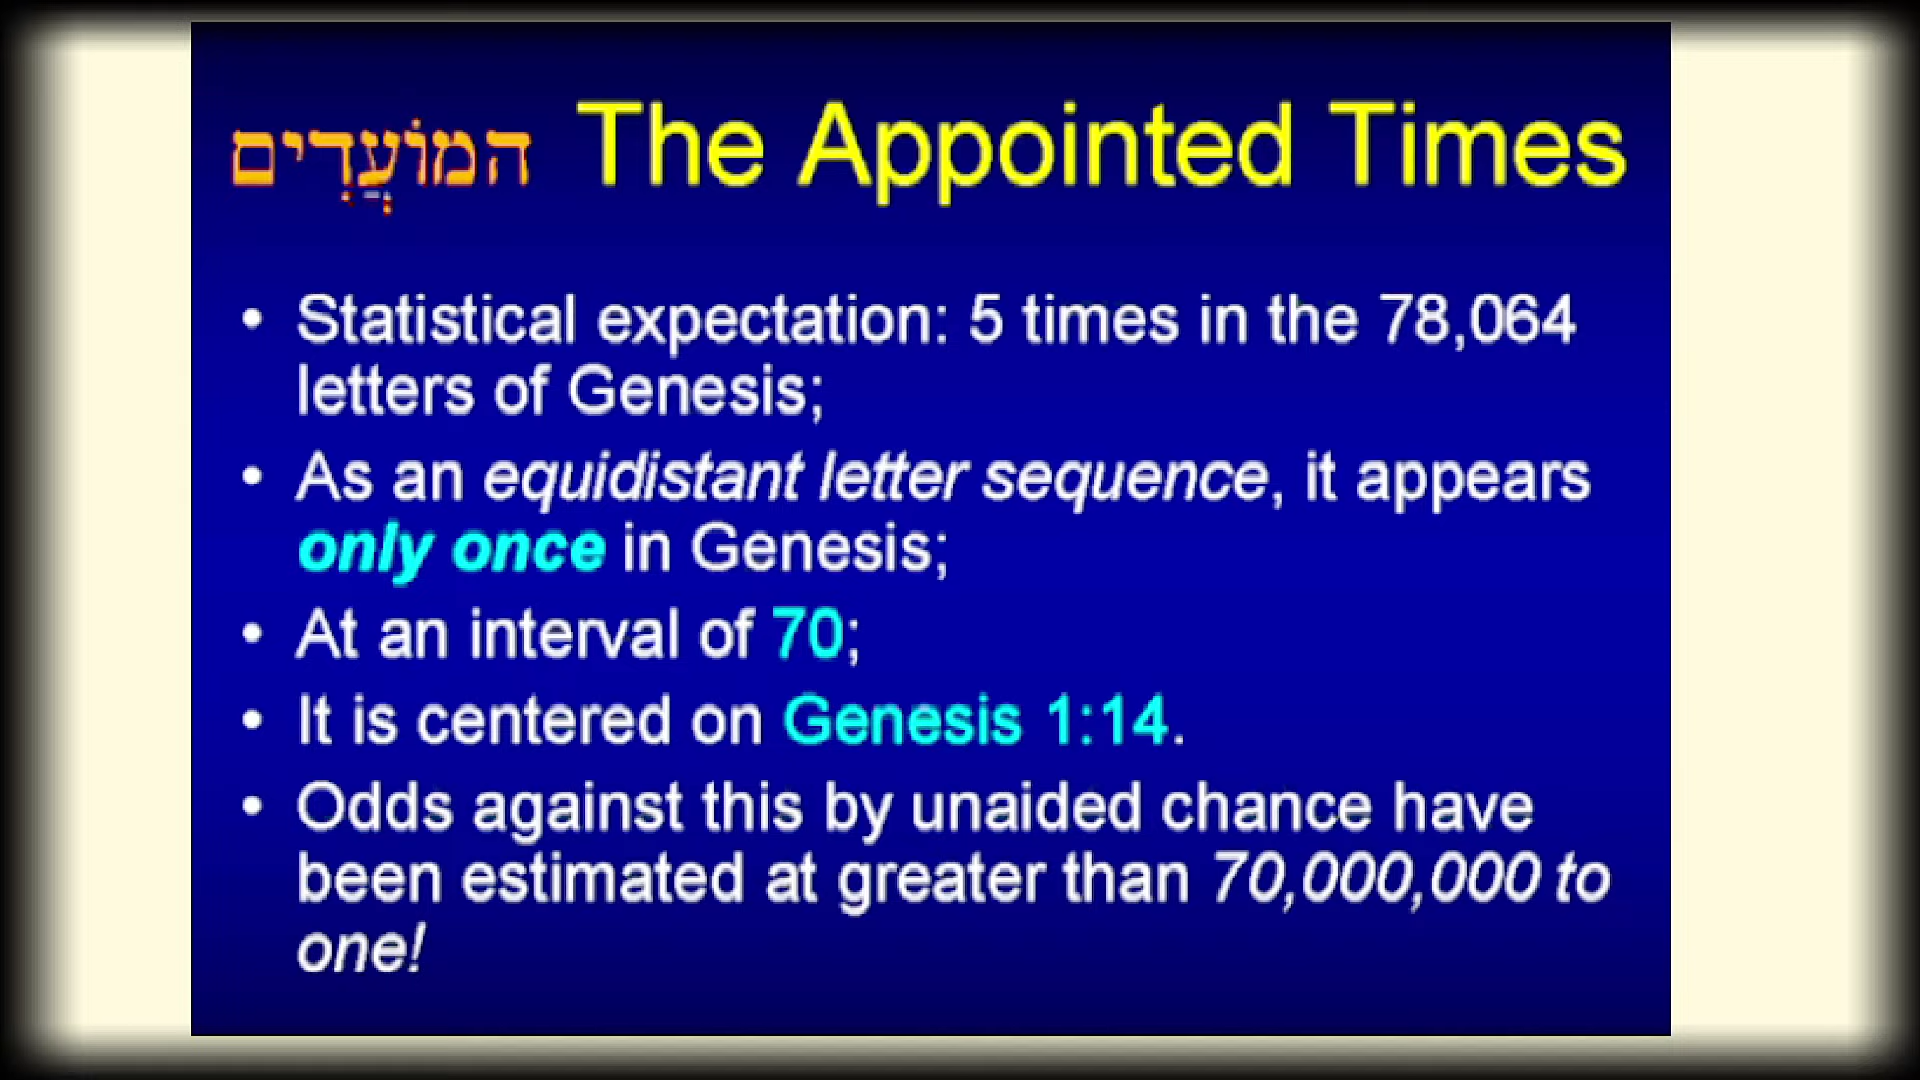 הַמּוֹעֲדִים The Appointed Times
• Statistical expectation: 5 times in the 78,064
letters of Genesis;
• As an equidistant letter sequence, it appears
only once in Genesis;
• At an interval of 70;
• It is centered on Genesis 1:14.
• Odds against this by unaided chance have
been estimated at greater than 70,000,000 to
one!